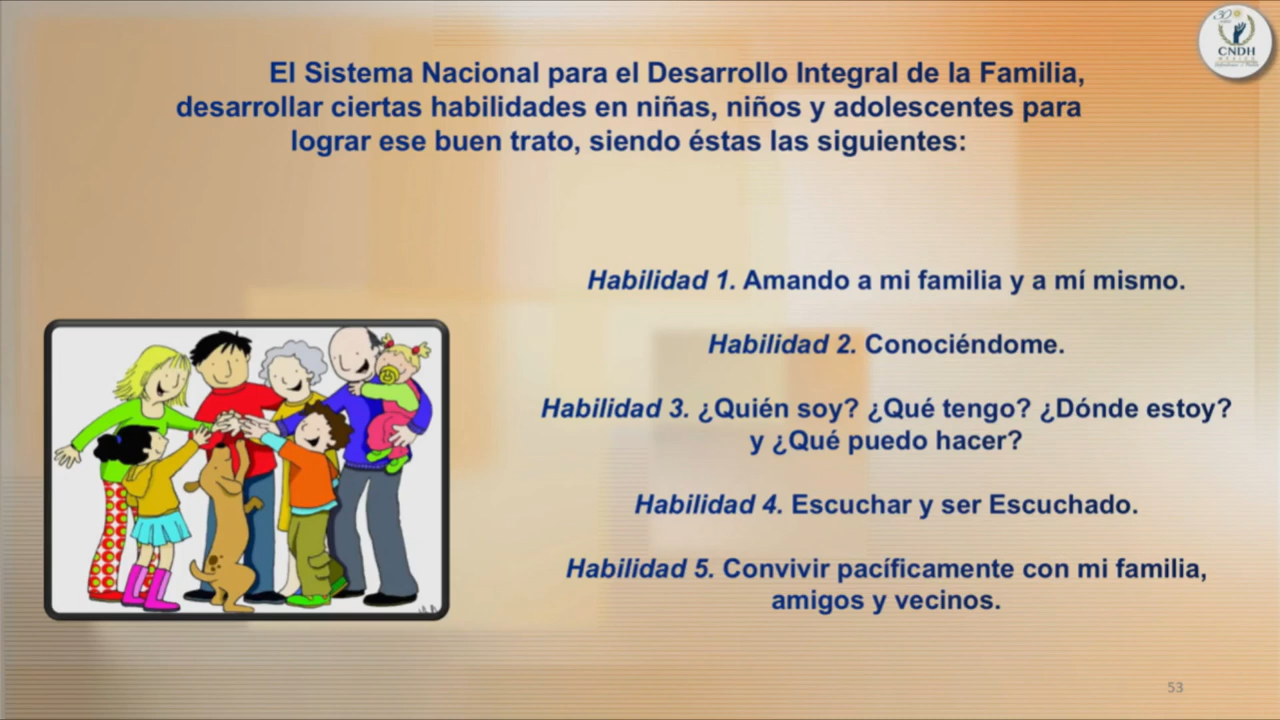 30
CNDH
MÉXICO
El Sistema Nacional para el Desarrollo Integral de la Familia,
desarrollar ciertas habilidades en niñas, niños y adolescentes para
lograr ese buen trato, siendo éstas las siguientes:
Habilidad 1. Amando a mi familia y a mí mismo.
Habilidad 2. Conociéndome.
Habilidad 3. ¿Quién soy? ¿Qué tengo? ¿Dónde estoy?
y ¿Qué puedo hacer?
Habilidad 4. Escuchar y ser Escuchado.
Habilidad 5. Convivir pacíficamente con mi familia,
amigos y vecinos.
53